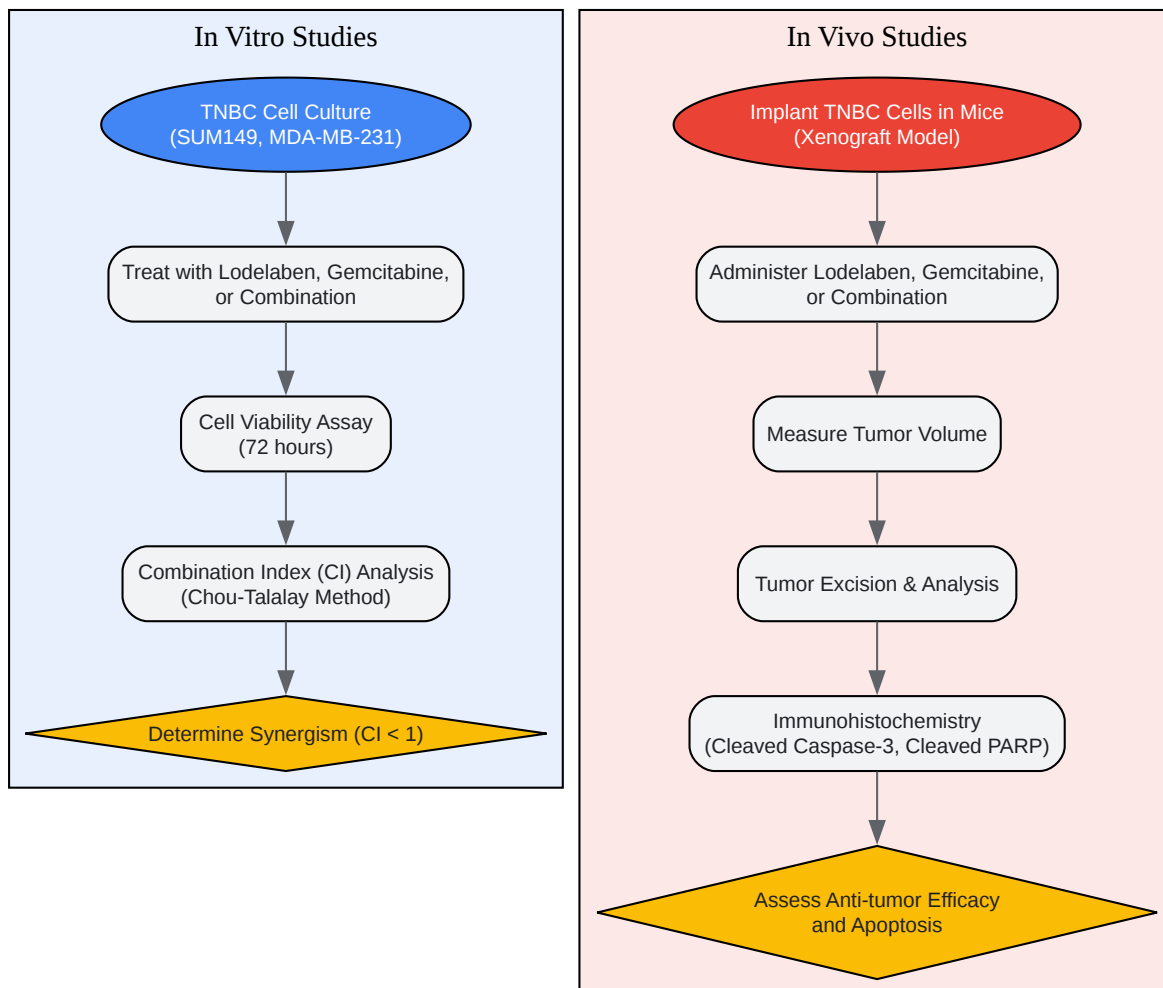 In Vitro Studies
TNBC Cell Culture
(SUM149, MDA-MB-231)
Treat with Lodelaben, Gemcitabine,
or Combination
Cell Viability Assay
(72 hours)
Combination Index (CI) Analysis
(Chou-Talalay Method)
Determine Synergism (CI < 1)
In Vivo Studies
Implant TNBC Cells in Mice
(Xenograft Model)
Administer Lodelaben, Gemcitabine,
or Combination
Measure Tumor Volume
Tumor Excision & Analysis
Immunohistochemistry
(Cleaved Caspase-3, Cleaved PARP)
Assess Anti-tumor Efficacy
and Apoptosis